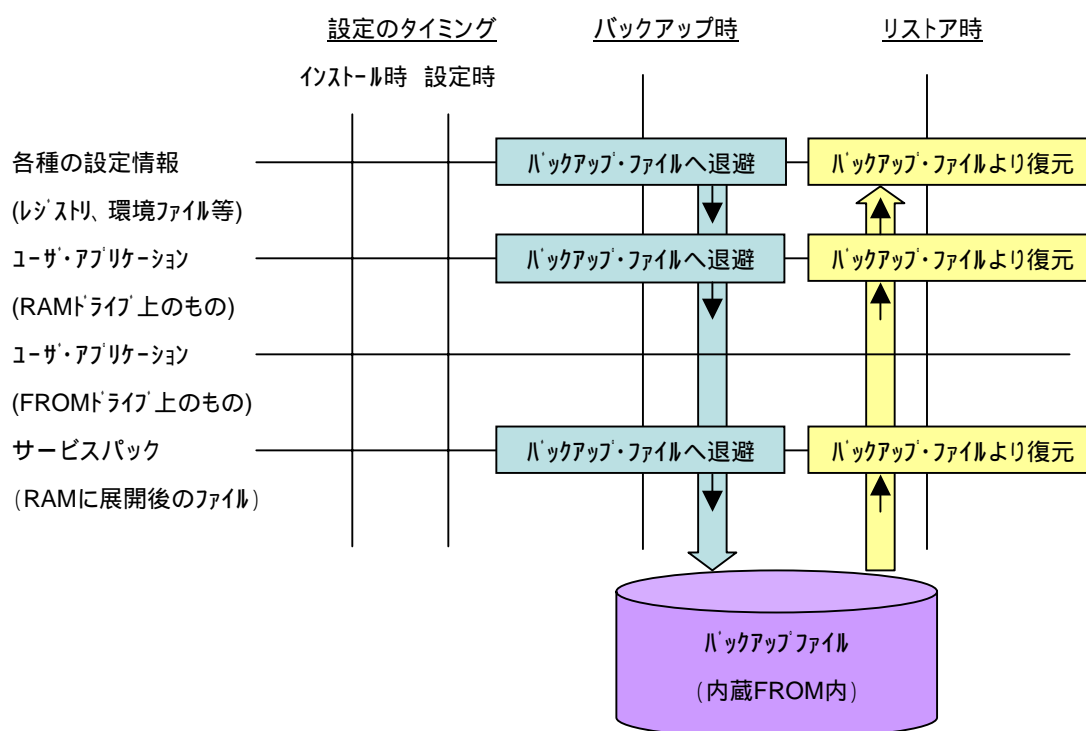 設定のタイミング バックアップ時 リストア時
ｲﾝｽﾄｰﾙ時 設定時
各種の設定情報 ﾊﾞｯｸｱｯﾌﾟ･ﾌｧｲﾙへ退避 ﾊﾞｯｸｱｯﾌﾟ･ﾌｧｲﾙより復元
(ﾚｼﾞｽﾄﾘ、環境ﾌｧｲﾙ等)
ﾕｰｻﾞ･ｱﾌﾟﾘｹｰｼｮﾝ ﾊﾞｯｸｱｯﾌﾟ･ﾌｧｲﾙへ退避 ﾊﾞｯｸｱｯﾌﾟ･ﾌｧｲﾙより復元
(RAMﾄﾞﾗｲﾌﾞ上のもの)
ﾕｰｻﾞ･ｱﾌﾟﾘｹｰｼｮﾝ
(FROMﾄﾞﾗｲﾌﾞ上のもの)
サービスパック ﾊﾞｯｸｱｯﾌﾟ･ﾌｧｲﾙへ退避 ﾊﾞｯｸｱｯﾌﾟ･ﾌｧｲﾙより復元
(RAMに展開後のﾌｧｲﾙ)
ﾊﾞｯｸｱｯﾌﾟﾌｧｲﾙ
(内蔵FROM内)